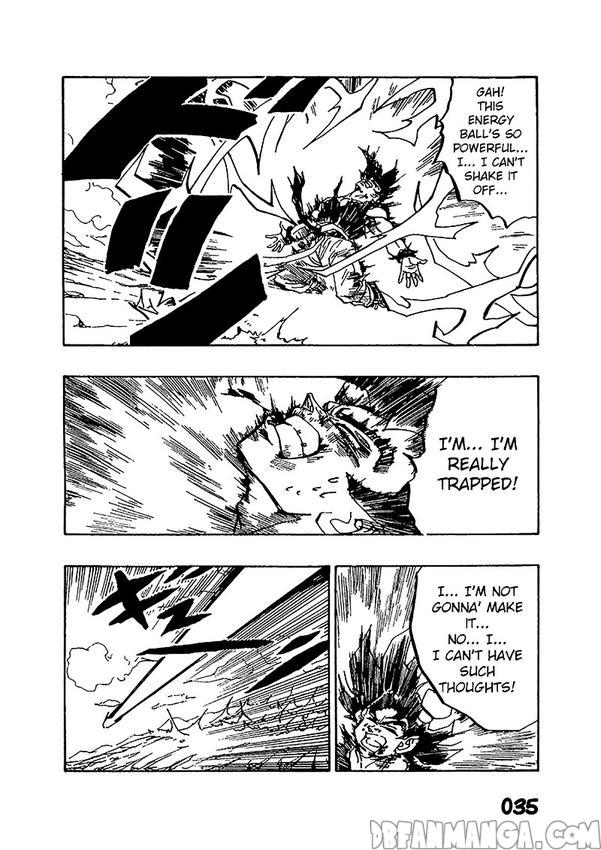 GAH!
THIS
ENERGY
BALL'S SO
POWERFUL...
I... I CAN'T
SHAKE IT
OFF...
I'M... I'M
REALLY
TRAPPED!
I... I'M NOT
GONNA' MAKE
IT...
NO... I...
I CAN'T HAVE
SUCH
THOUGHTS!
035
DBFANMANGA.COM